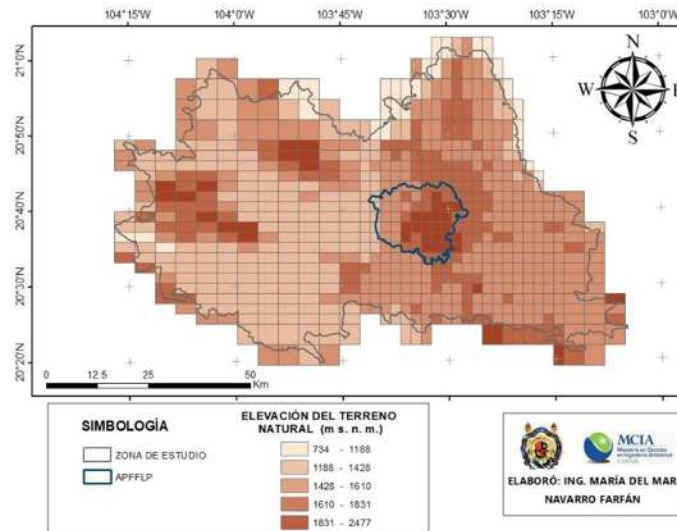 104°15'W 104°0'W 103°45'W 103°30'W 103°15'W 103°0'W
21°0'N
20°50'N
20°40'N
20°30'N
20°20'N
N
W E
S
0 12.5 25 50
Km
SIMBOLOGÌA
ZONA DE ESTUDIO
APFFLP
ELEVACIÓN DEL TERRENO
NATURAL (m s. n. m.)
734 - 1188
1188 - 1428
1428 - 1610
1610 - 1831
1831 - 2477
MCIA
ELABORÓ: ING. MARÍA DEL MAR
NAVARRO FARFÁN